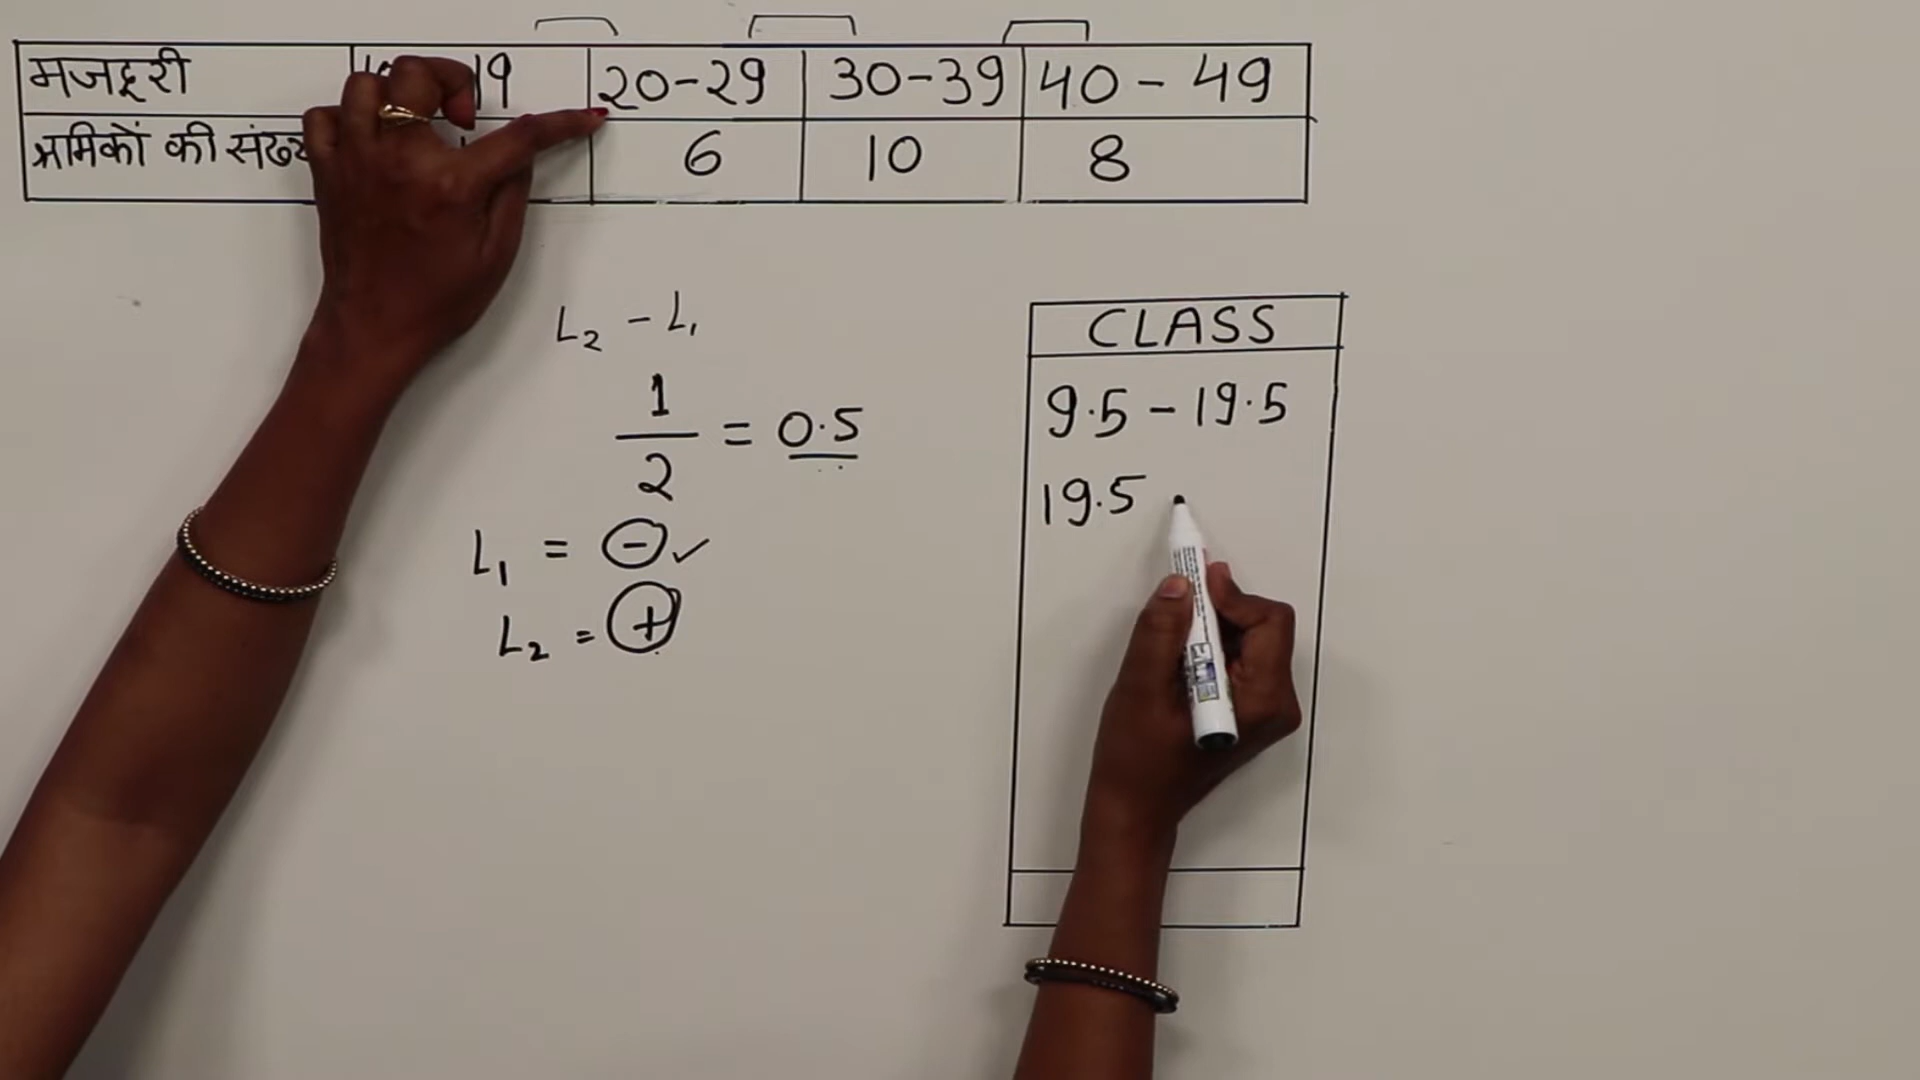 मजदूरी 19 20-29 30-39 40 - 49
श्रमिकों की 6 10 8
L₂ - L₁
1/2 = 0.5
L₁ = ⊖✓
L₂ = ⊕
CLASS
9.5 - 19.5
19.5